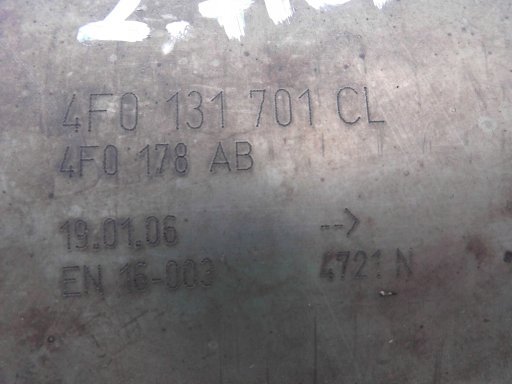 4F0 131 701 CL
4F0 178 AB
19.01.06 -->
EN 16-003 4721 N